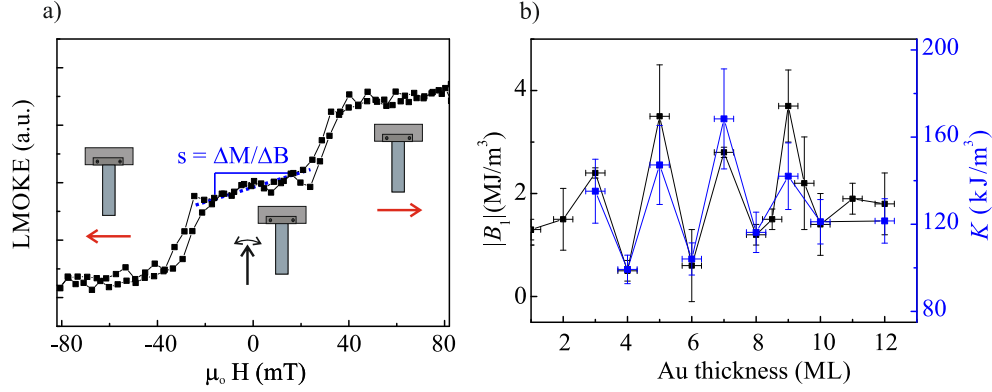 a)
LMOKE (a.u.)
s = ΔM/ΔB
-80 -40 0 40 80
μₒ H (mT)
b)
|B₁| (MJ/m³)
4
2
0
2 4 6 8 10 12
Au thickness (ML)
200
160
120
80
K (kJ/m³)